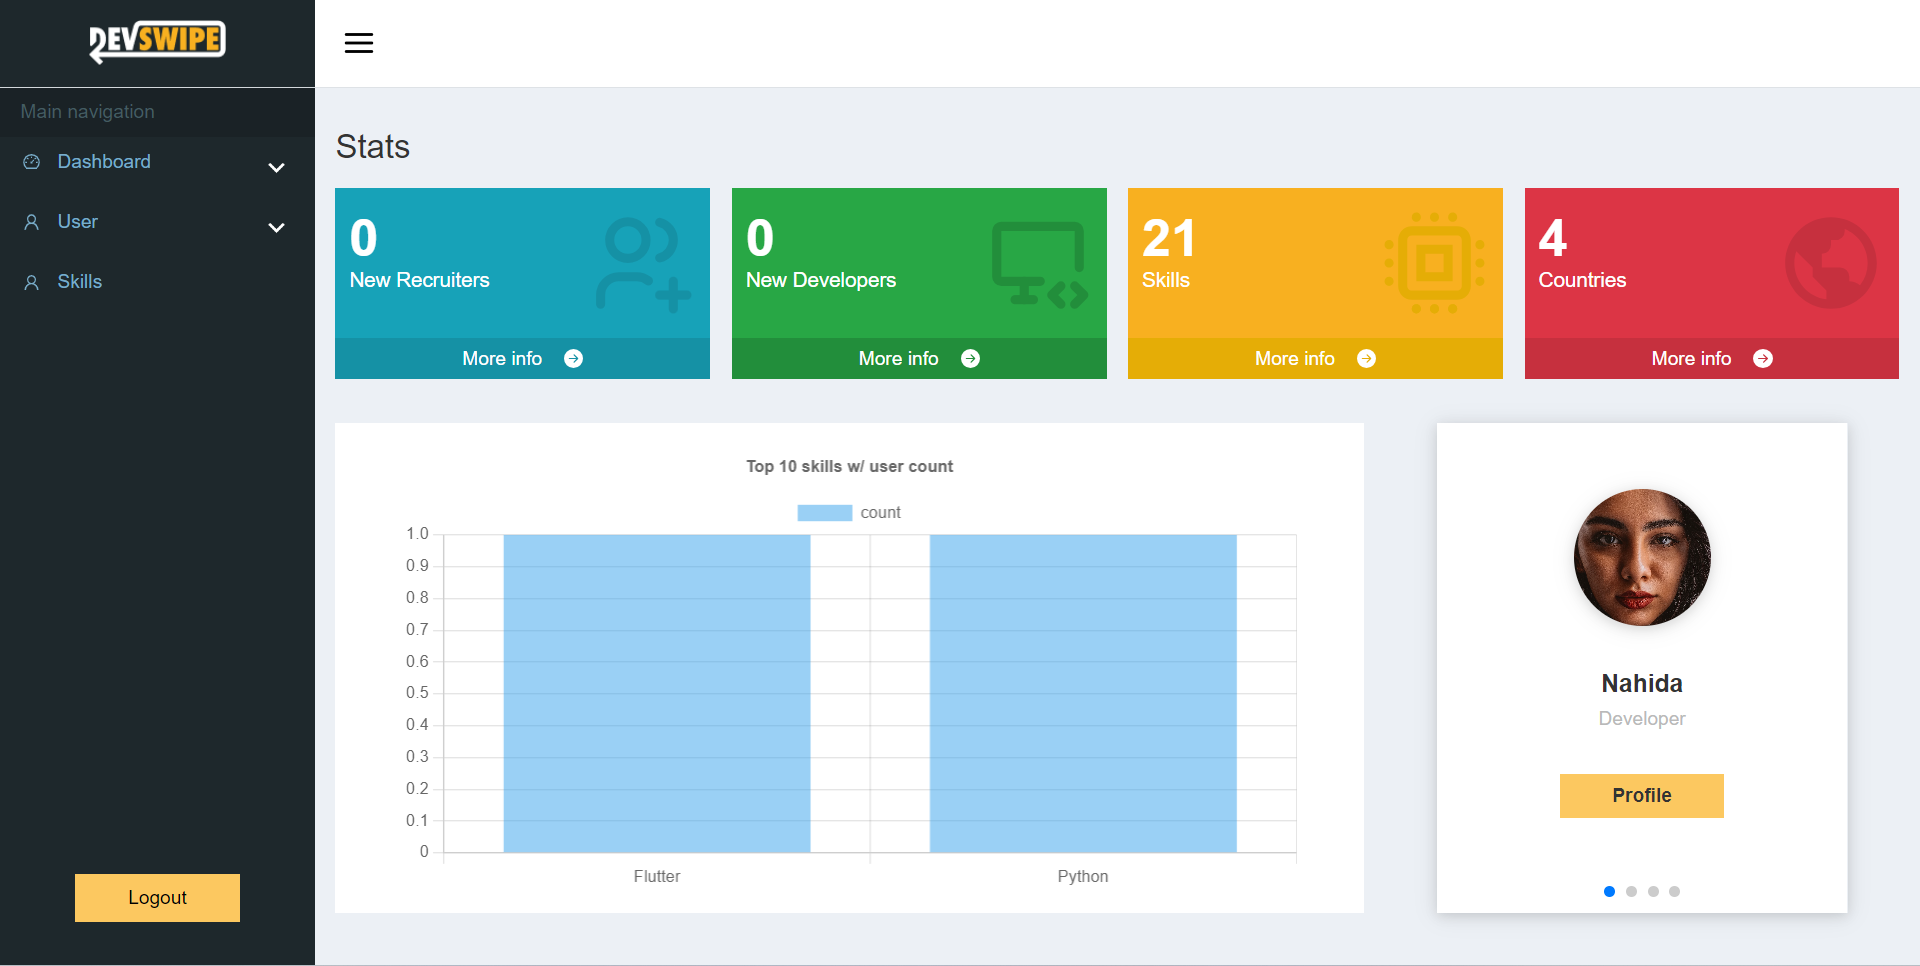 DEVSWIPE
Main navigation
Dashboard
User
Skills
Logout
Stats
0
New Recruiters
More info
0
New Developers
More info
21
Skills
More info
4
Countries
More info
Top 10 skills w/ user count
count
1.0
0.9
0.8
0.7
0.6
0.5
0.4
0.3
0.2
0.1
0
Flutter Python
Nahida
Developer
Profile